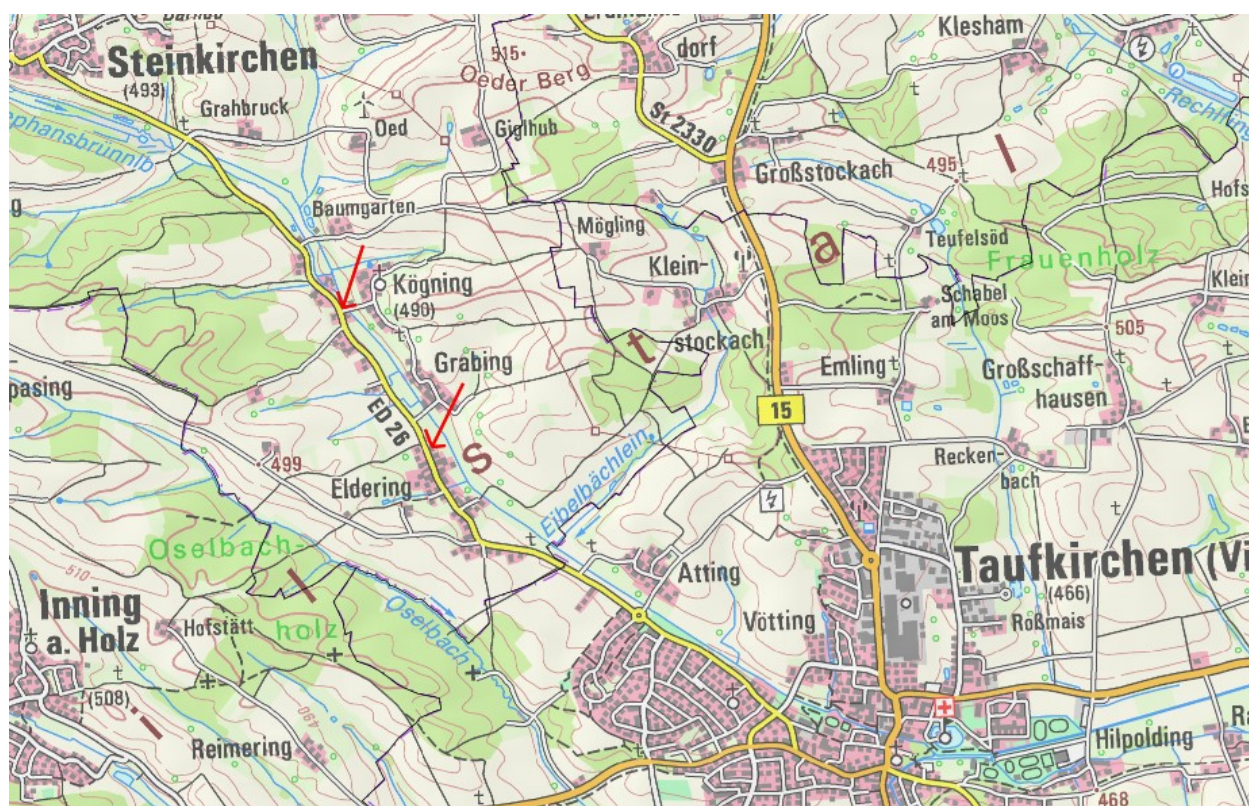 dorf
Klesham
Steinkirchen
(493)
515
Oeder Berg
Grahbruck
Oed
Giglhub
St 2330
Großstockach
495
l
Baumgarten
Mögling
a
Teufelsöd
Frauenholz
Kögning
(490)
Klein-
stockach
Schabel
am Moos
Klein
505
t
Grabing
Emling
Großschaff-
hausen
pasing
ED 26
15
s
499
Eldering
Recken-
bach
Eibelbächlein
Oselbach-
holz
l
510
Oselbach
Atting
Taufkirchen (Vi
(466)
Inning
a. Holz
Hofstätt
Vötting
Roßmais
(508)
490
Reimering
Hilpolding
468